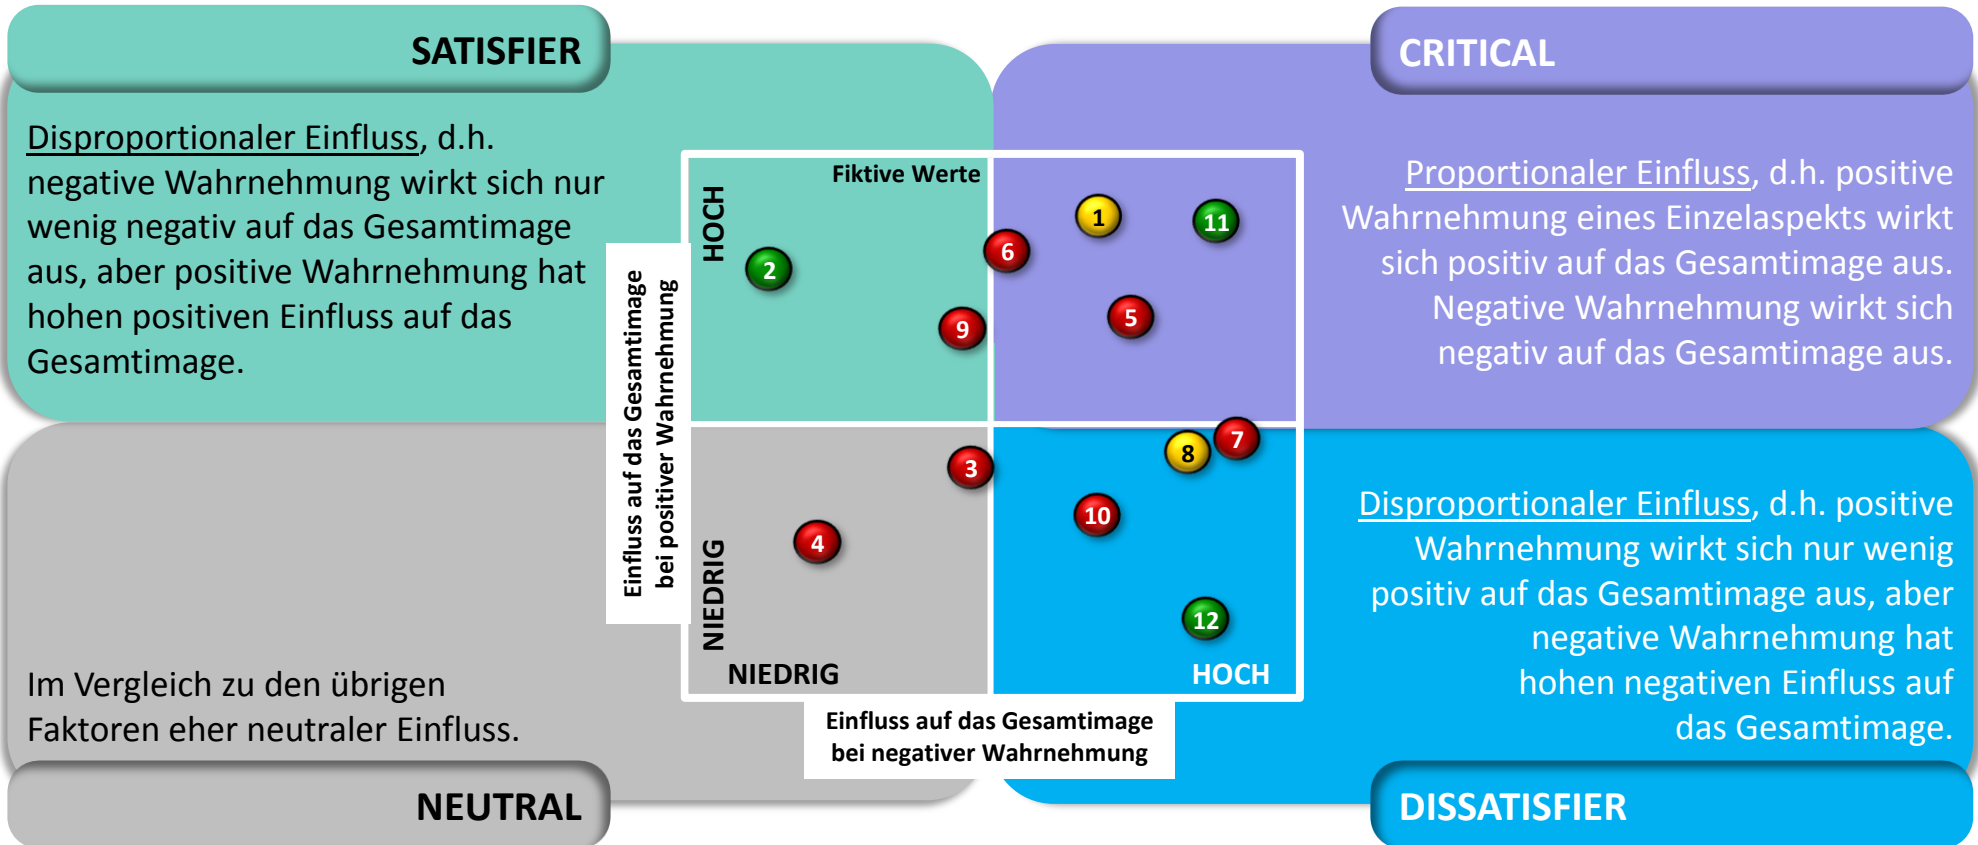 SATISFIER
Disproportionaler Einfluss, d.h.
negative Wahrnehmung wirkt sich nur
wenig negativ auf das Gesamtimage
aus, aber positive Wahrnehmung hat
hohen positiven Einfluss auf das
Gesamtimage.
CRITICAL
Proportionaler Einfluss, d.h. positive
Wahrnehmung eines Einzelaspekts wirkt
sich positiv auf das Gesamtimage aus.
Negative Wahrnehmung wirkt sich
negativ auf das Gesamtimage aus.
Fiktive Werte
Einfluss auf das Gesamtimage
bei positiver Wahrnehmung
HOCH
NIEDRIG
1
11
6
2
5
9
7
8
3
10
4
12
NIEDRIG
HOCH
Einfluss auf das Gesamtimage
bei negativer Wahrnehmung
Im Vergleich zu den übrigen
Faktoren eher neutraler Einfluss.
NEUTRAL
Disproportionaler Einfluss, d.h. positive
Wahrnehmung wirkt sich nur wenig
positiv auf das Gesamtimage aus, aber
negative Wahrnehmung hat
hohen negativen Einfluss auf
das Gesamtimage.
DISSATISFIER